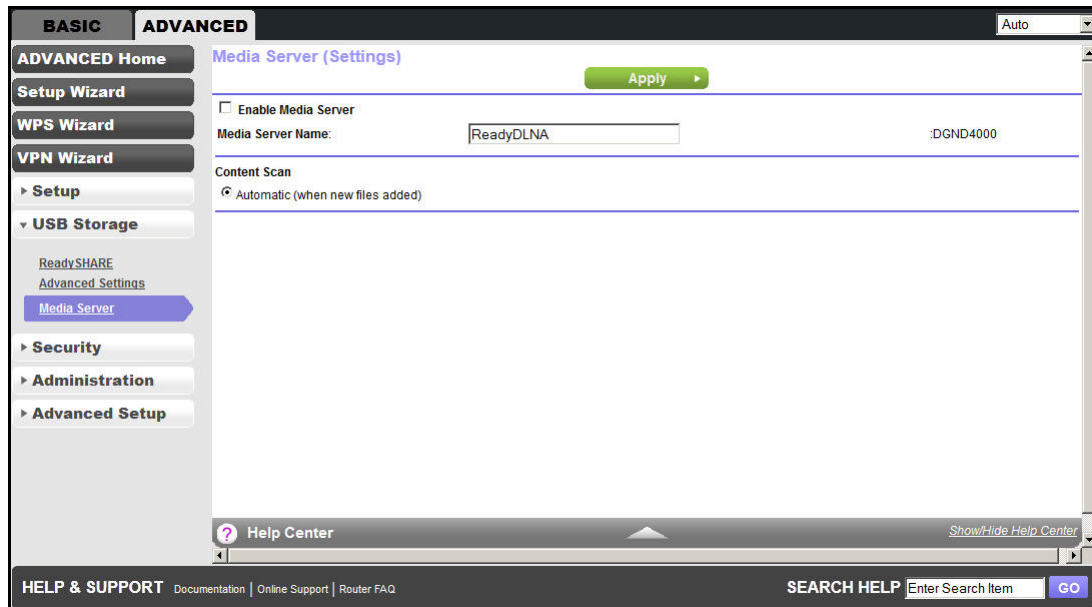 BASIC
ADVANCED
Auto
ADVANCED Home
Setup Wizard
WPS Wizard
VPN Wizard
Setup
USB Storage
ReadySHARE
Advanced Settings
Media Server
Security
Administration
Advanced Setup
Media Server (Settings)
Apply
Enable Media Server
Media Server Name: ReadyDLNA :DGND4000
Content Scan
Automatic (when new files added)
? Help Center Show/Hide Help Center
HELP & SUPPORT Documentation | Online Support | Router FAQ SEARCH HELP Enter Search Item GO